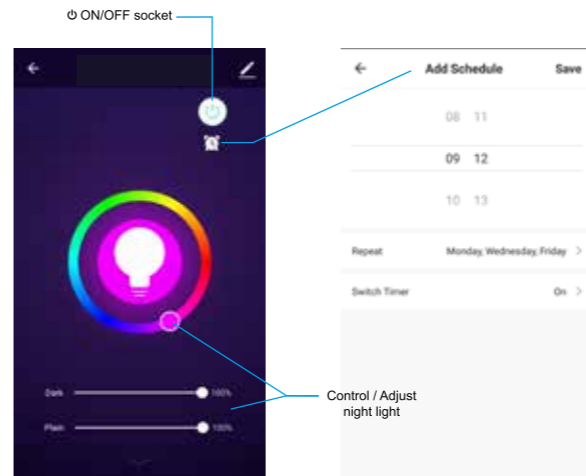 ON/OFF socket
Add Schedule Save
08 11
09 12
10 13
Repeat Monday, Wednesday, Friday
Switch Timer On
Dark 100%
Plain 100%
Control / Adjust
night light